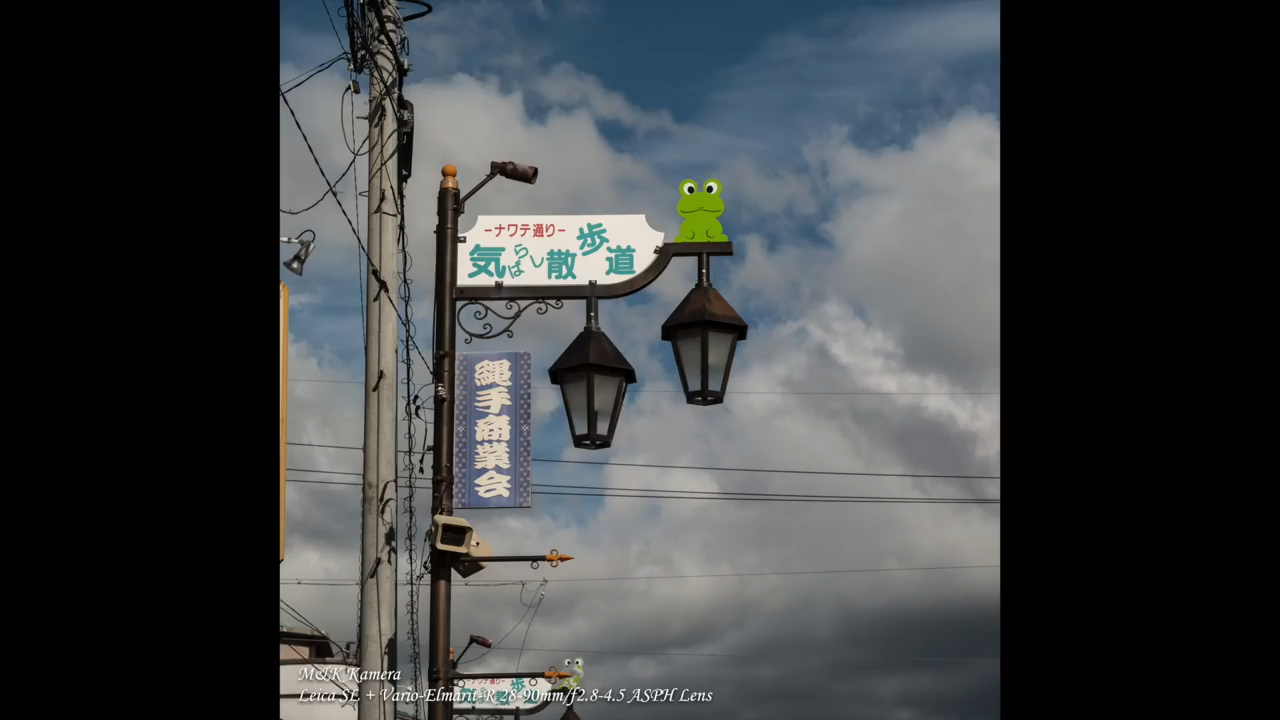 ーナワテ通りー
気らばし散歩道
縄手商業会
M&K Kamera
Leica SL + Vario-Elmarit-R 28-90mm/f2.8-4.5 ASPH Lens